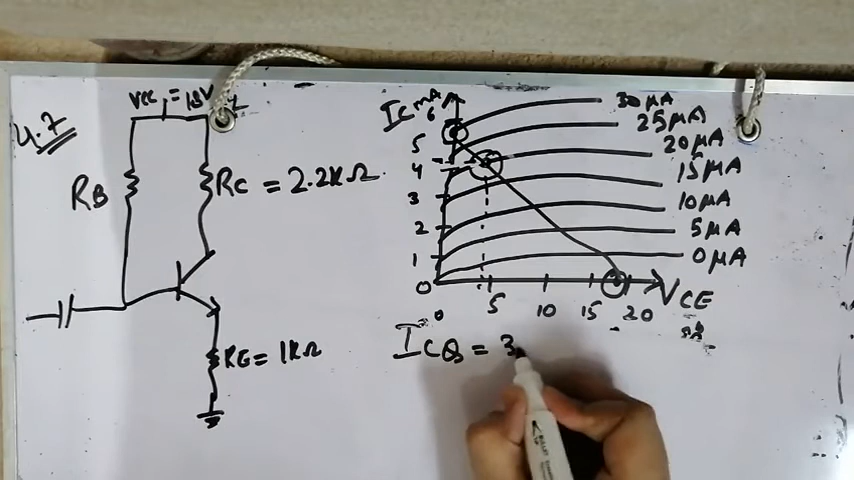 4.7
VCC = 18V
RB
RC = 2.2KΩ
RE = 1KΩ
IC mA
6
5
4
3
2
1
0
30μA
25μA
20μA
15μA
10μA
5μA
0μA
0 5 10 15 20
VCE
ICQ = 3